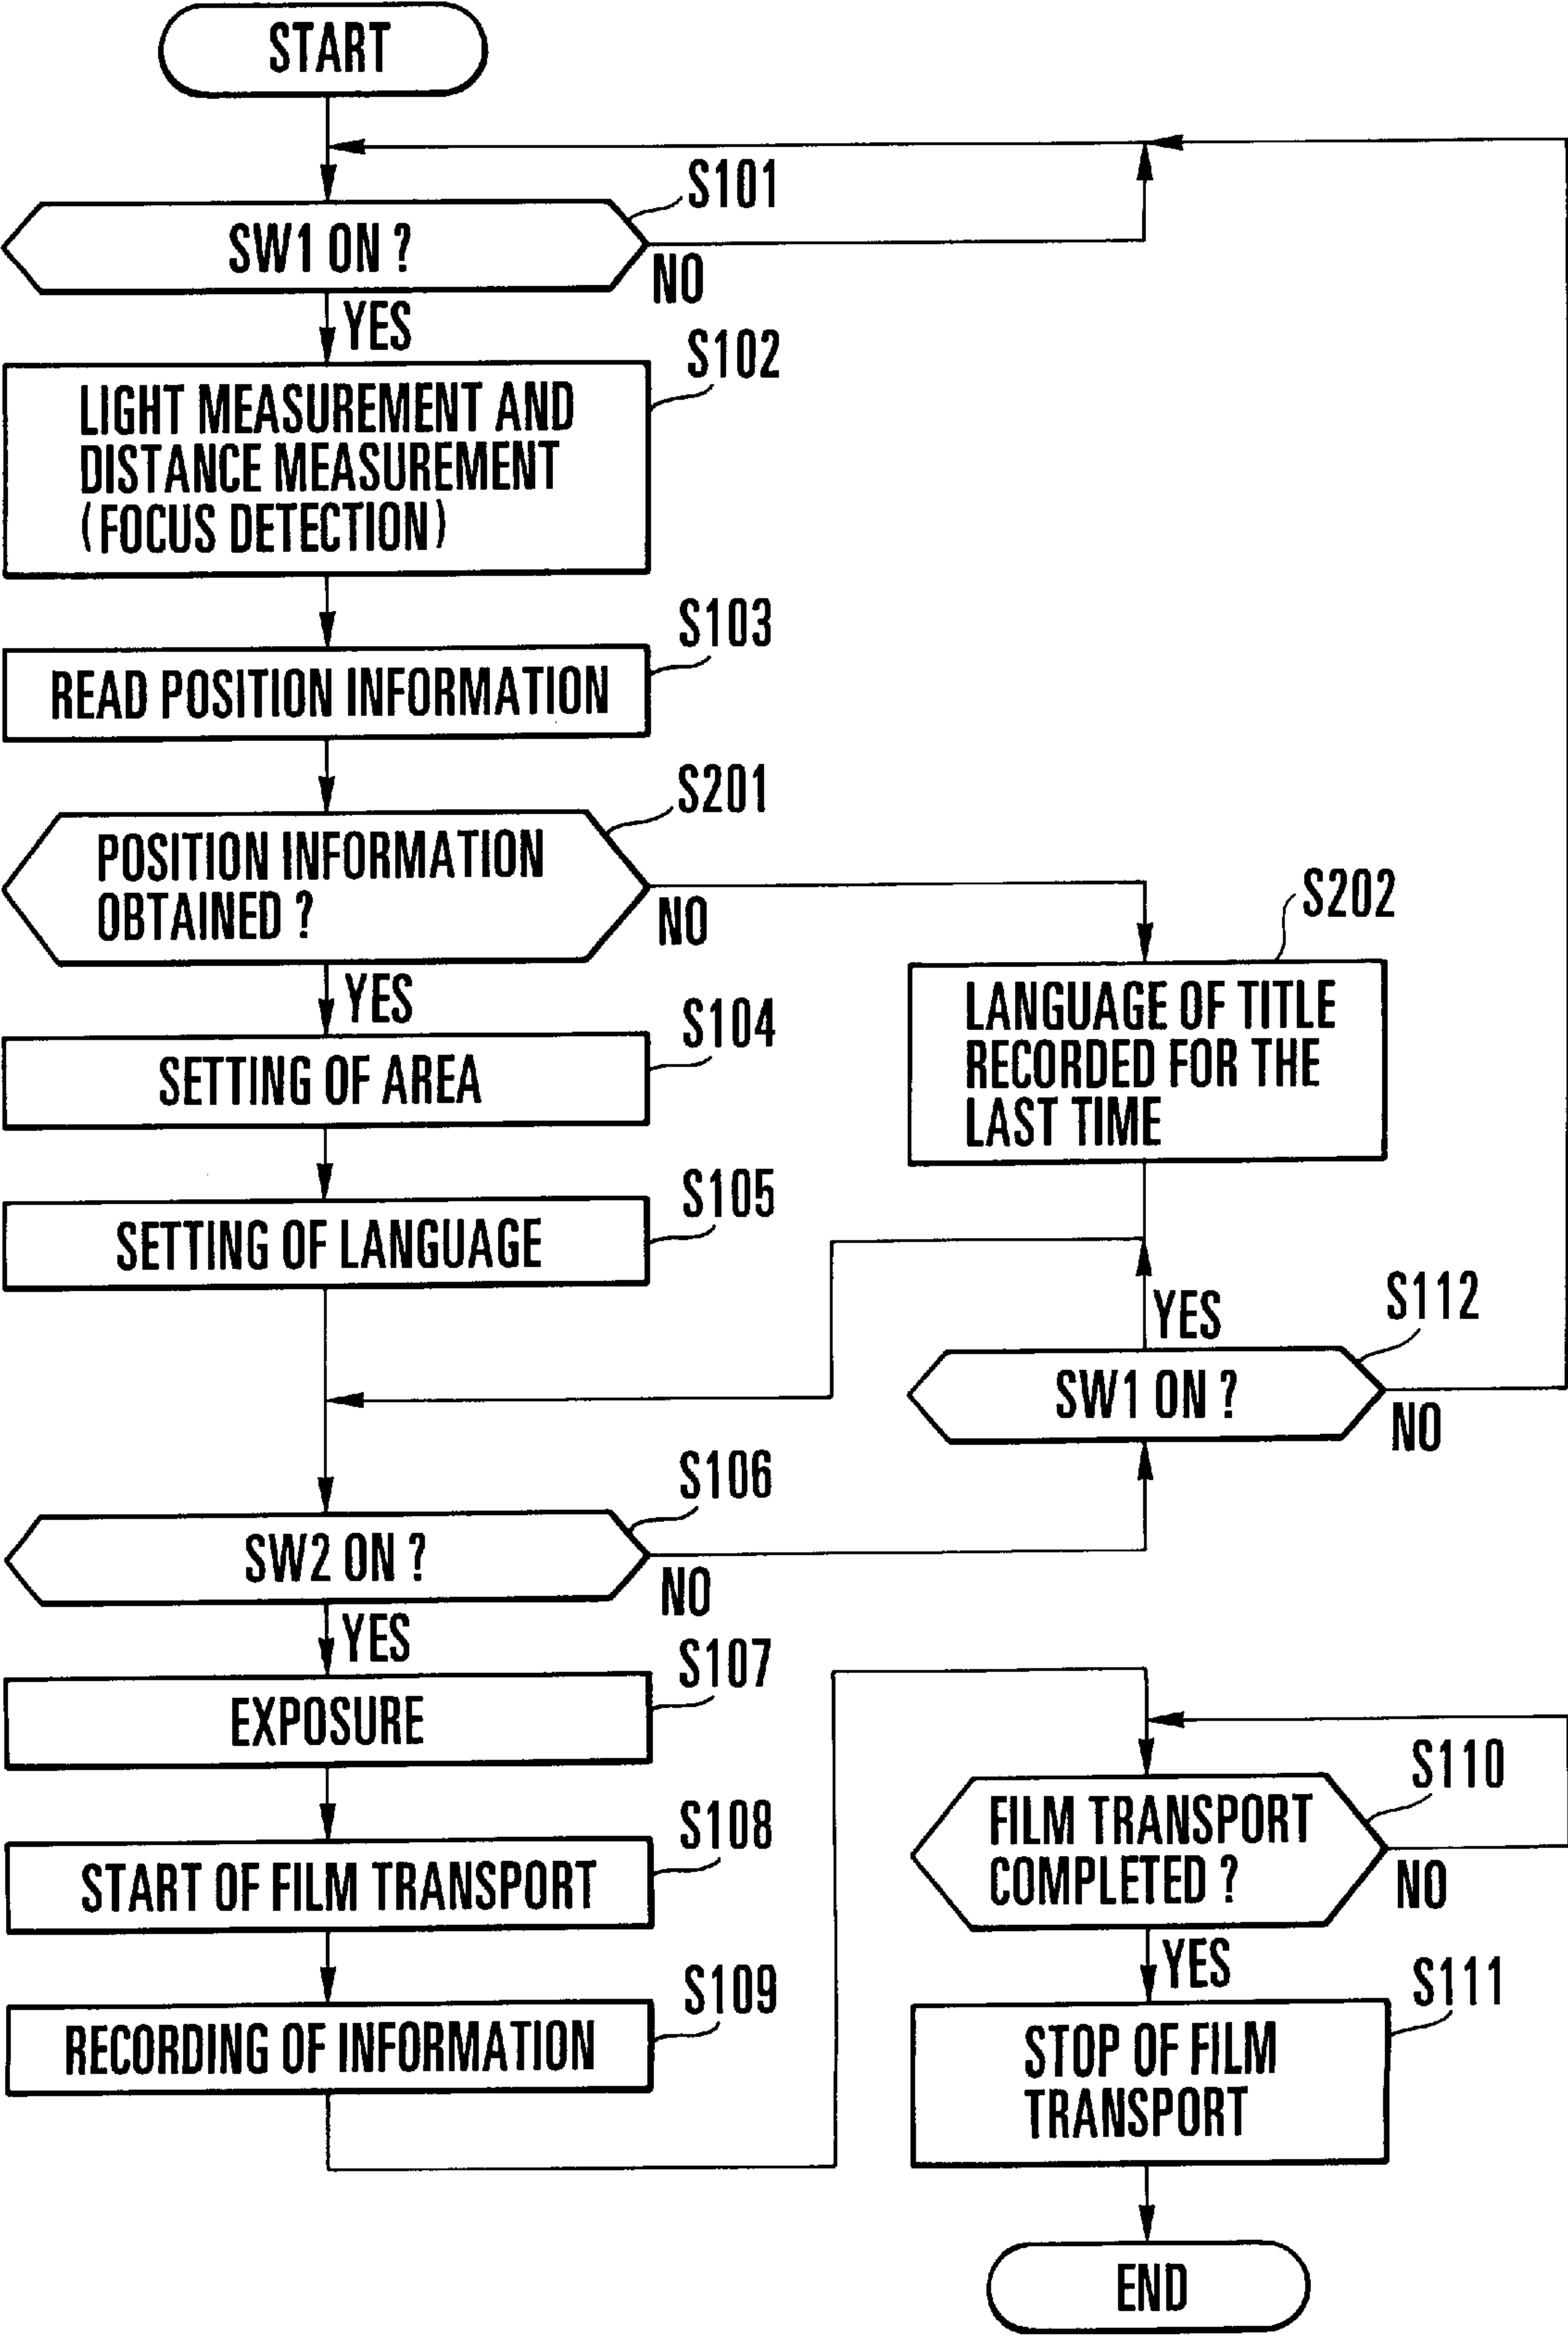 START
S101
SW1 ON ?
NO
YES
S102
LIGHT MEASUREMENT AND
DISTANCE MEASUREMENT
(FOCUS DETECTION)
S103
READ POSITION INFORMATION
S201
POSITION INFORMATION
OBTAINED ?
NO
YES
S202
LANGUAGE OF TITLE
RECORDED FOR THE
LAST TIME
S104
SETTING OF AREA
S105
SETTING OF LANGUAGE
YES
S112
SW1 ON ?
NO
S106
SW2 ON ?
NO
YES
S107
EXPOSURE
S108
START OF FILM TRANSPORT
S109
RECORDING OF INFORMATION
S110
FILM TRANSPORT
COMPLETED ?
NO
YES
S111
STOP OF FILM
TRANSPORT
END